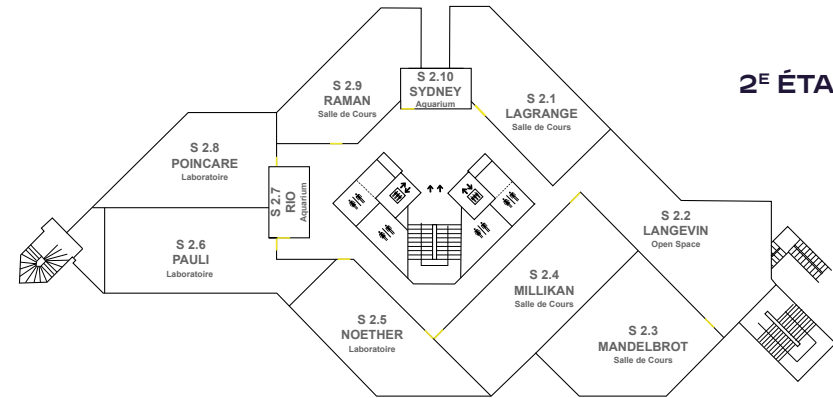 2E ÉTA
S 2.10
SYDNEY
Aquarium
S 2.9
RAMAN
Salle de Cours
S 2.1
LAGRANGE
Salle de Cours
S 2.8
POINCARE
Laboratoire
S 2.7
RIO
Aquarium
S 2.2
LANGEVIN
Open Space
S 2.6
PAULI
Laboratoire
S 2.4
MILLIKAN
Salle de Cours
S 2.5
NOETHER
Laboratoire
S 2.3
MANDELBROT
Salle de Cours